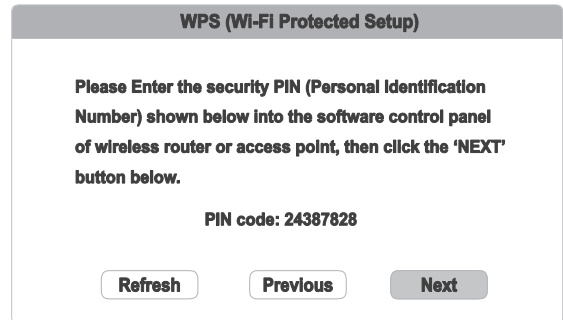 WPS (Wi-Fi Protected Setup)
Please Enter the security PIN (Personal Identification
Number) shown below into the software control panel
of wireless router or access point, then click the ‘NEXT’
button below.
PIN code: 24387828
Refresh Previous Next